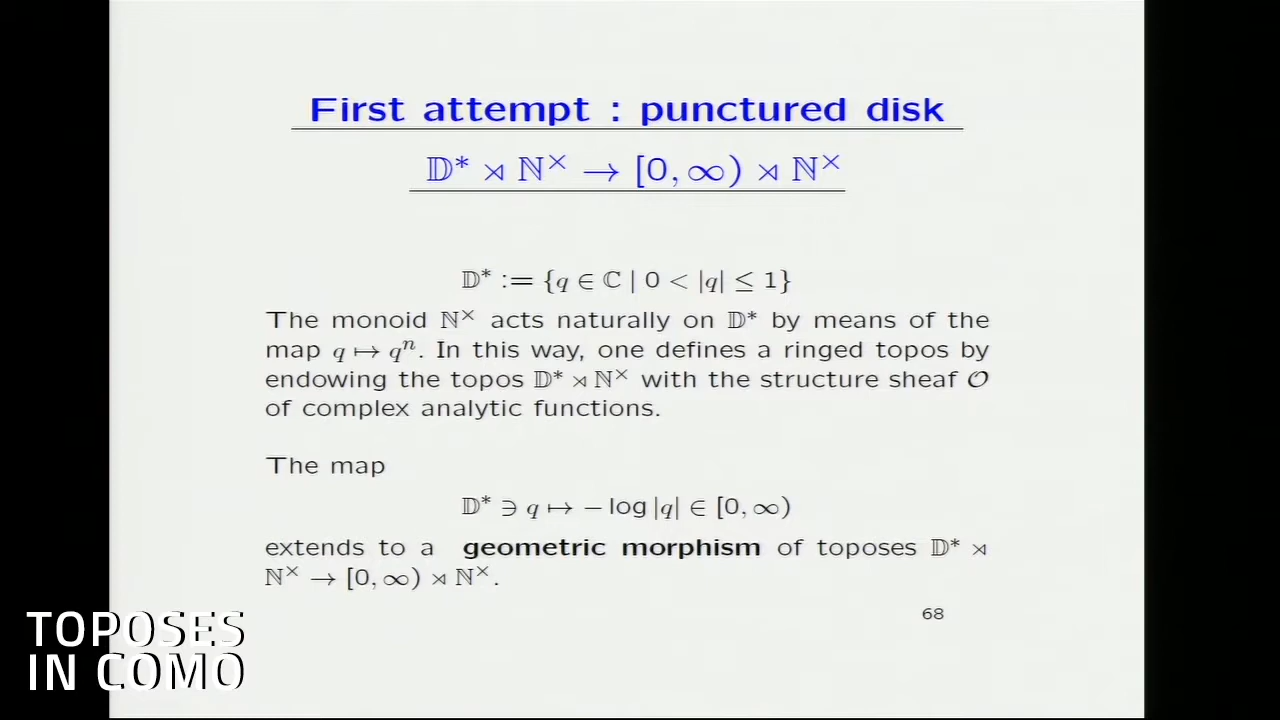 First attempt : punctured disk
𝔻* ⋊ ℕ× → [0, ∞) ⋊ ℕ×
𝔻* := {q ∈ ℂ | 0 < |q| ≤ 1}
The monoid ℕ× acts naturally on 𝔻* by means of the
map q ↦ qⁿ. In this way, one defines a ringed topos by
endowing the topos 𝔻* ⋊ ℕ× with the structure sheaf 𝒪
of complex analytic functions.
The map
𝔻* ∋ q ↦ − log |q| ∈ [0, ∞)
extends to a geometric morphism of toposes 𝔻* ⋊
ℕ× → [0, ∞) ⋊ ℕ×.
68
TOPOSES
IN COMO